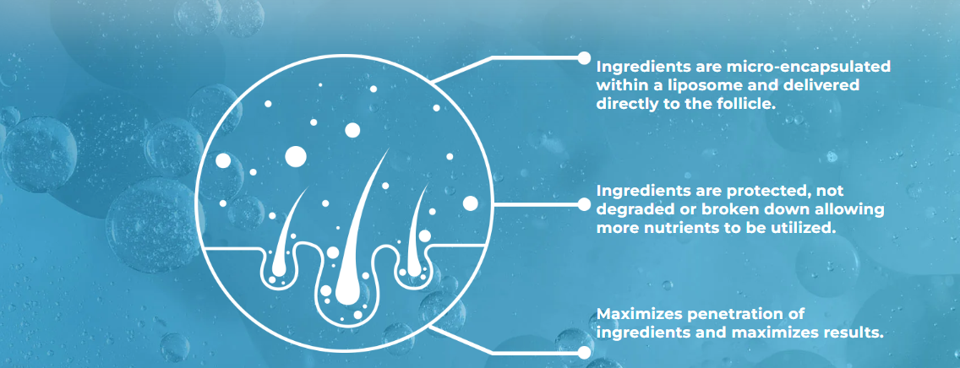 Ingredients are micro-encapsulated
within a liposome and delivered
directly to the follicle.
Ingredients are protected, not
degraded or broken down allowing
more nutrients to be utilized.
Maximizes penetration of
ingredients and maximizes results.